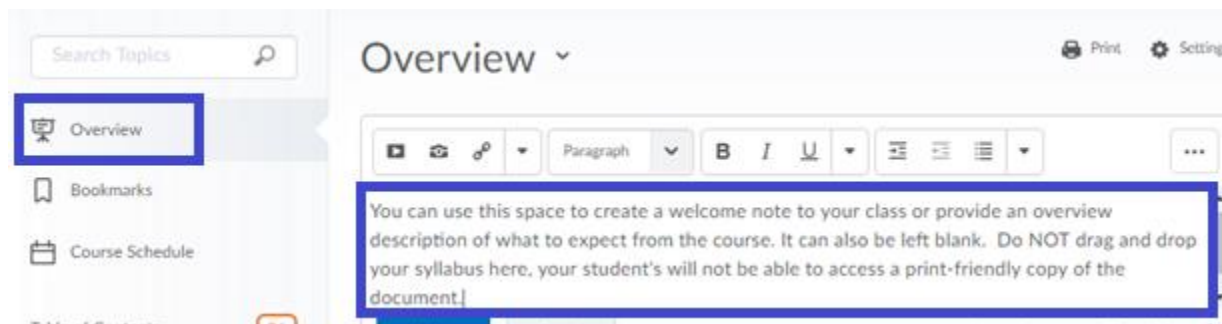 Search Topics
Overview
Print
Setting
Overview
Paragraph
B I U
Bookmarks
Course Schedule
You can use this space to create a welcome note to your class or provide an overview
description of what to expect from the course. It can also be left blank.  Do NOT drag and drop
your syllabus here, your student's will not be able to access a print-friendly copy of the
document.